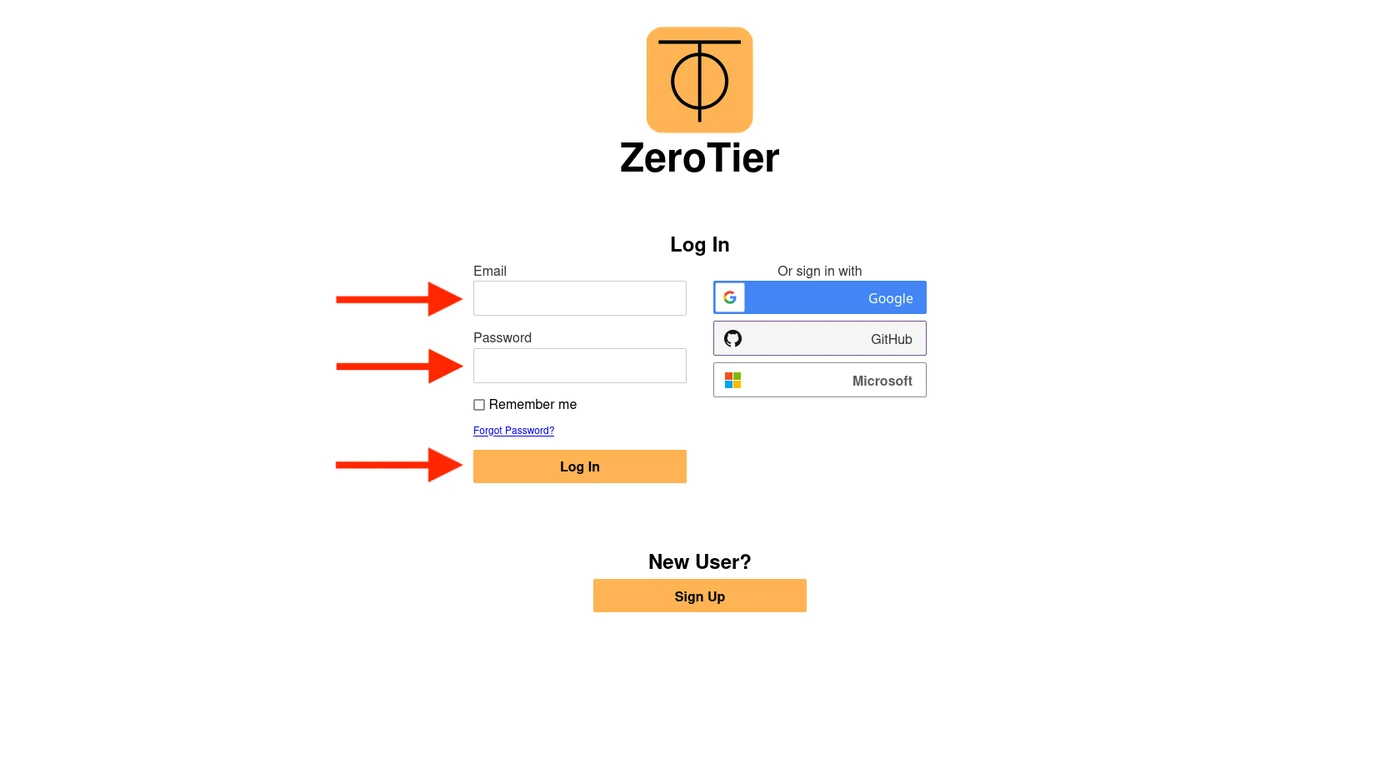 ZeroTier
Log In
Email
Password
Remember me
Forgot Password?
Log In
Or sign in with
Google
GitHub
Microsoft
New User?
Sign Up